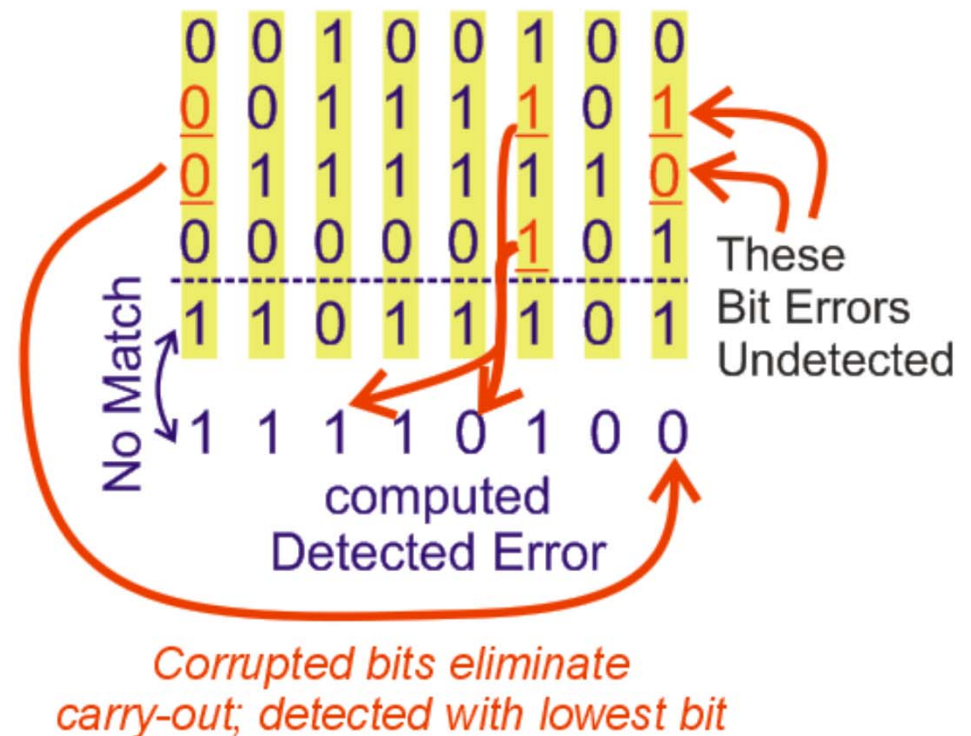 0 0 1 0 0 1 0 0
0 0 1 1 1 1 0 1
0 1 1 1 1 1 1 0
0 0 0 0 0 1 0 1
These
Bit Errors
Undetected
1 1 0 1 1 1 0 1
No Match
1 1 1 1 0 1 0 0
computed
Detected Error
Corrupted bits eliminate
carry-out; detected with lowest bit